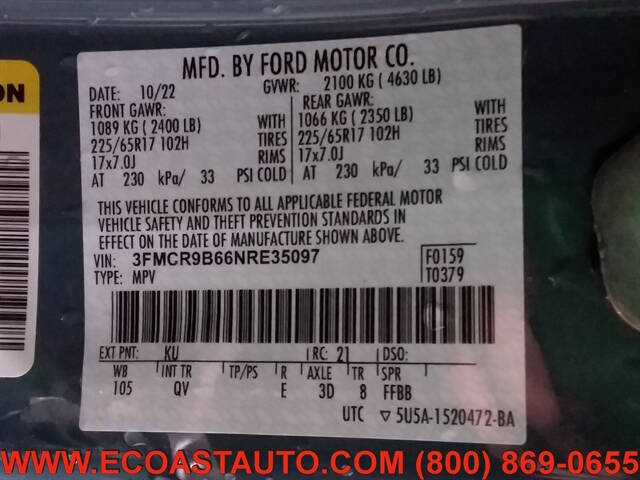 ON
MFD. BY FORD MOTOR CO.
DATE: 10/22 GVWR: 2100 KG (4630 LB)
FRONT GAWR: REAR GAWR:
1089 KG (2400 LB) WITH 1066 KG (2350 LB) WITH
225/65R17 102H TIRES 225/65R17 102H TIRES
17x7.0J RIMS 17x7.0J RIMS
AT 230 kPa/ 33 PSI COLD AT 230 kPa/ 33 PSI COLD
THIS VEHICLE CONFORMS TO ALL APPLICABLE FEDERAL MOTOR
VEHICLE SAFETY AND THEFT PREVENTION STANDARDS IN
EFFECT ON THE DATE OF MANUFACTURE SHOWN ABOVE.
VIN: 3FMCR9B66NRE35097 F0159
TYPE: MPV T0379
EXT PNT: KU RC: 21 DSO:
WB INT TR TP/PS R AXLE TR SPR
105 QV E 3D 8 FFBB
UTC ▽ 5U5A-1520472-BA
WWW.ECOASTAUTO.COM (800) 869-0655